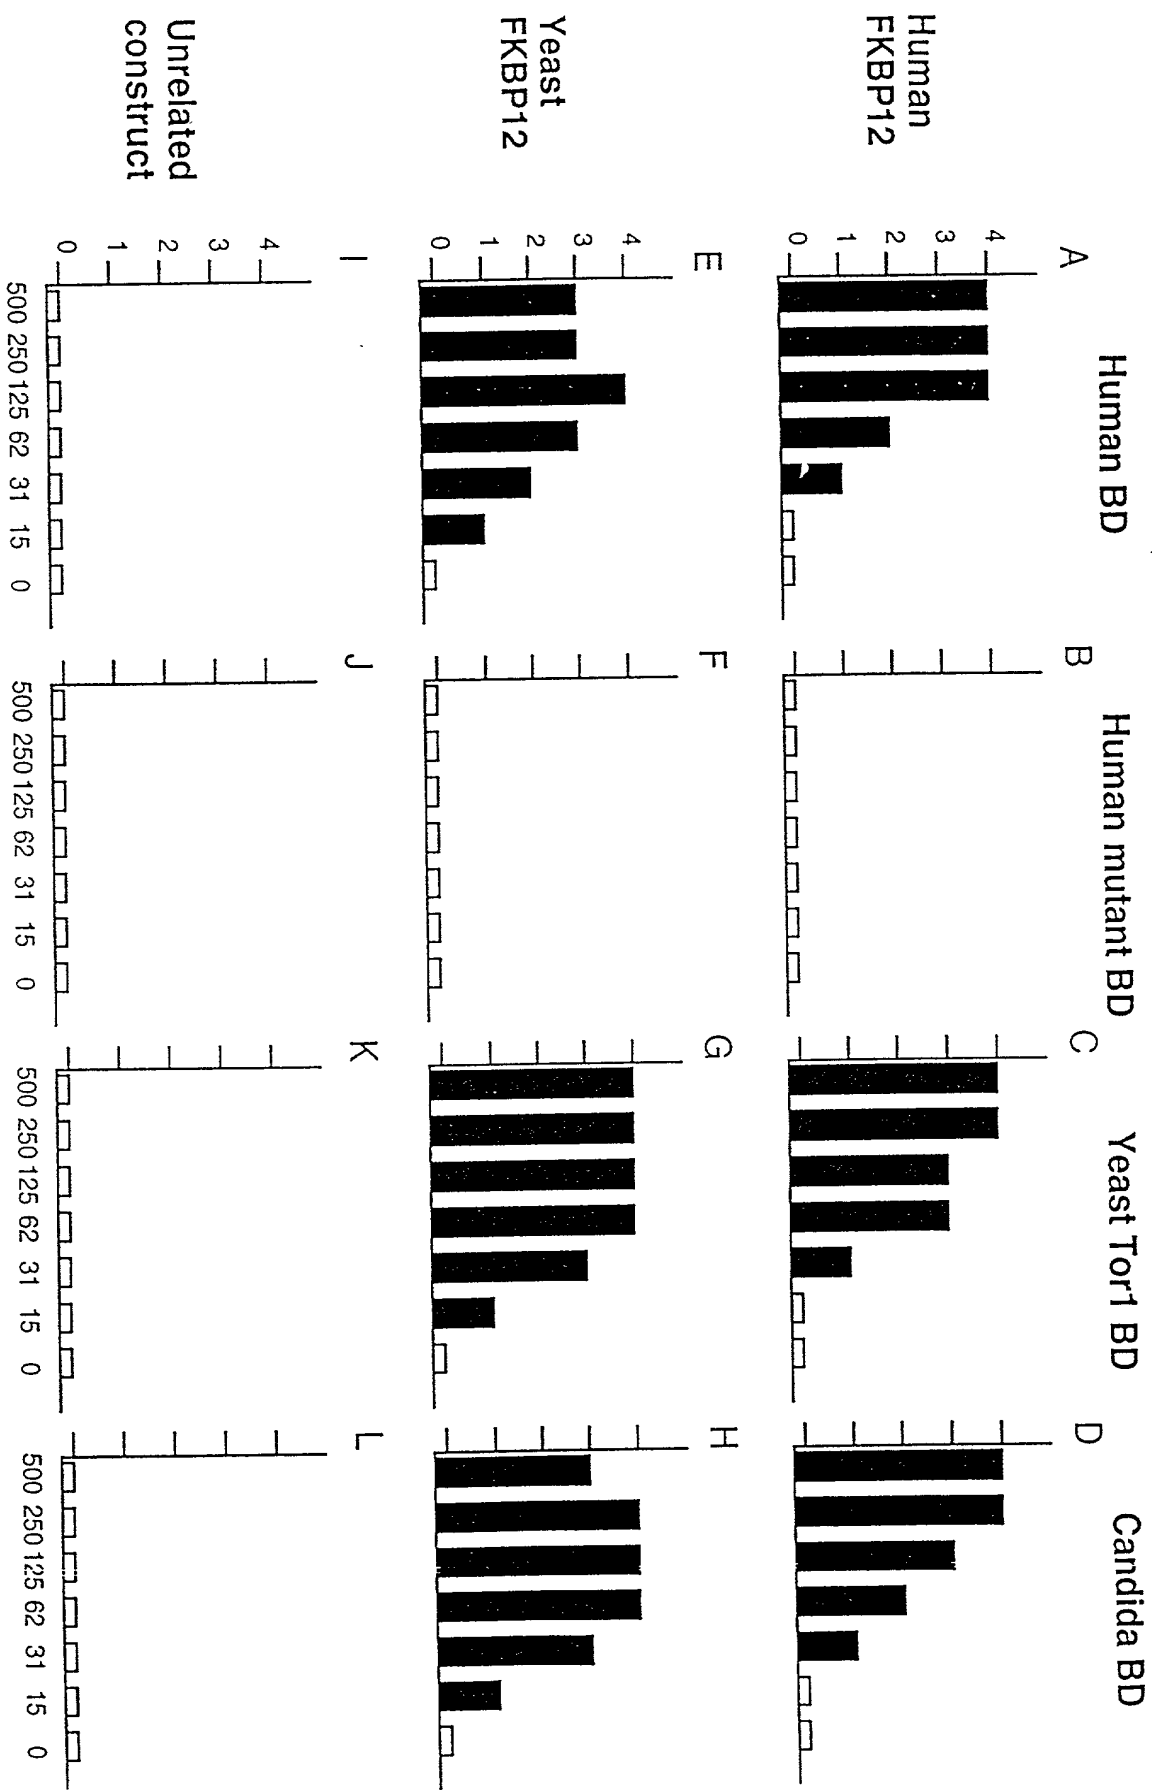 Human BD
Human mutant BD
Yeast Tor1 BD
Candida BD
Human
FKBP12
A
B
C
D
4
3
2
1
0
Yeast
FKBP12
E
F
G
H
4
3
2
1
0
Unrelated
construct
I
J
K
L
4
3
2
1
0
500 250 125 62 31 15 0
500 250 125 62 31 15 0
500 250 125 62 31 15 0
500 250 125 62 31 15 0